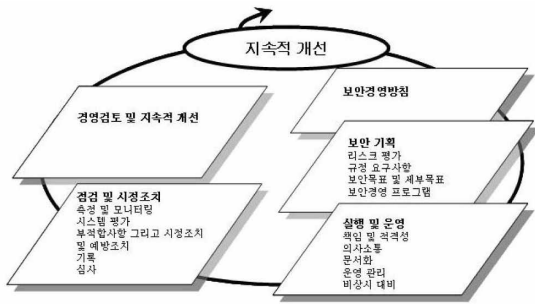 지속적 개선
보안경영방침
보안 기획
리스크 평가
규정 요구사항
보안목표 및 세부목표
보안경영 프로그램
실행 및 운영
책임 및 적격성
의사소통
문서화
운영 관리
비상시 대비
점검 및 시정조치
측정 및 모니터링
시스템 평가
부적합사항 그리고 시정조치
및 예방조치
기록
심사
경영검토 및 지속적 개선